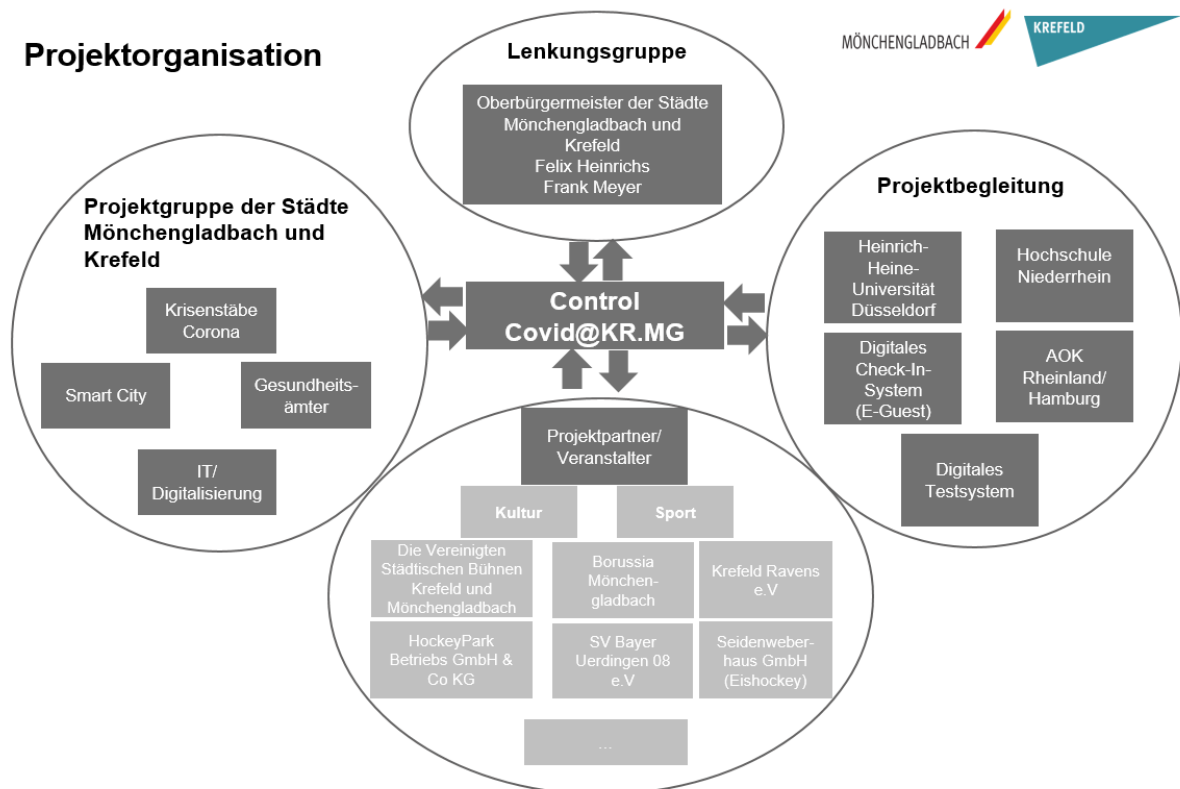 Projektorganisation
MÖNCHENGLADBACH
KREFELD
Lenkungsgruppe
Oberbürgermeister der Städte
Mönchengladbach und
Krefeld
Felix Heinrichs
Frank Meyer
Projektgruppe der Städte
Mönchengladbach und
Krefeld
Krisenstäbe
Corona
Smart City
Gesundheits-
ämter
IT/
Digitalisierung
Control
Covid@KR.MG
Projektbegleitung
Heinrich-
Heine-
Universität
Düsseldorf
Hochschule
Niederrhein
Digitales
Check-In-
System
(E-Guest)
AOK
Rheinland/
Hamburg
Digitales
Testsystem
Projektpartner/
Veranstalter
Kultur
Sport
Die Vereinigten
Städtischen Bühnen
Krefeld und
Mönchengladbach
Borussia
Mönchen-
gladbach
Krefeld Ravens
e.V
HockeyPark
Betriebs GmbH &
Co KG
SV Bayer
Uerdingen 08
e.V
Seidenweber-
haus GmbH
(Eishockey)
...